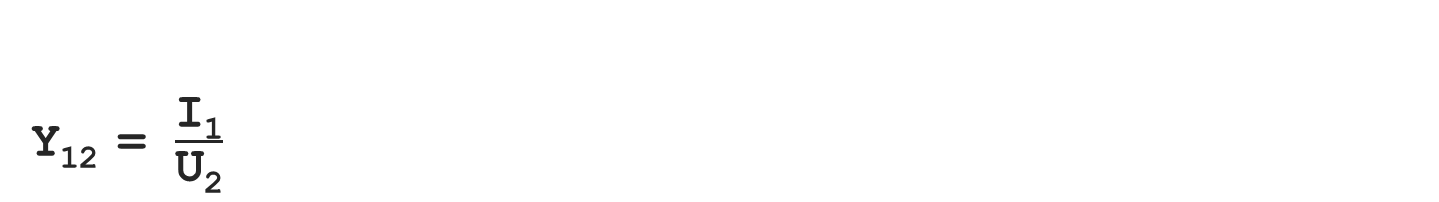 Y₁₂ = I₁/U₂